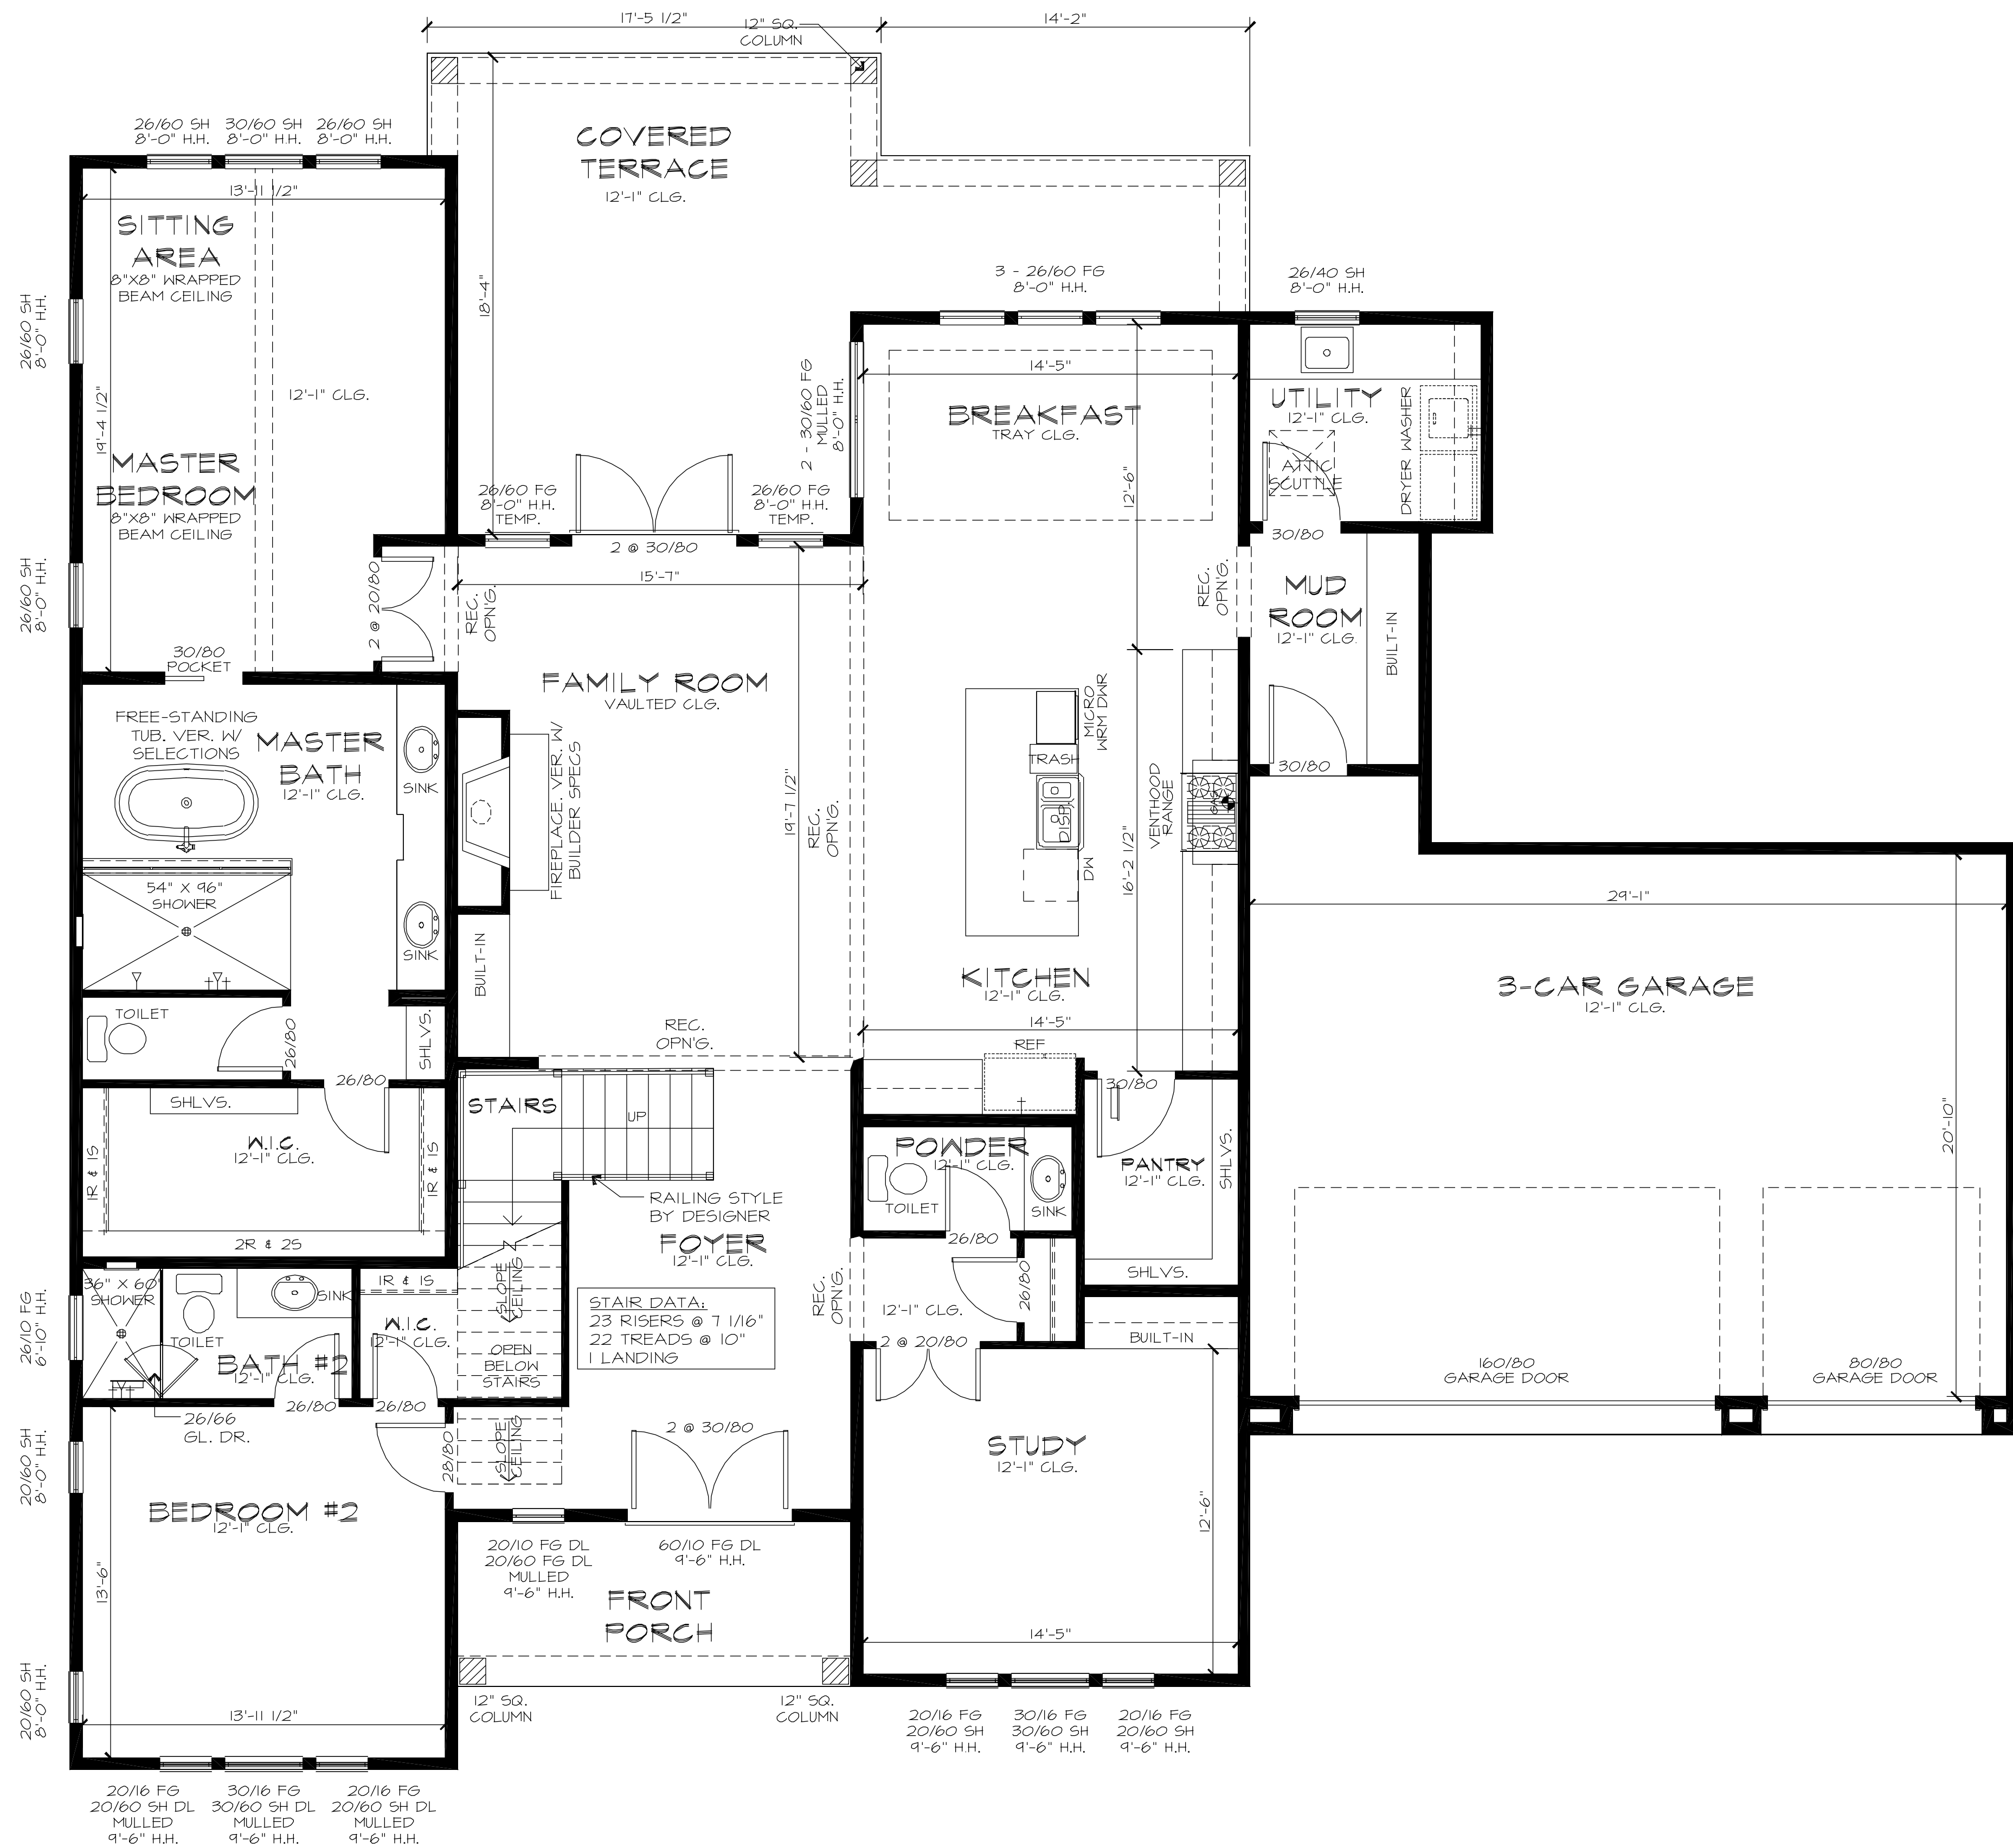 17'-5 1/2"
14'-2"
12" SQ.
COLUMN
26/60 SH
8'-0" H.H.
30/60 SH
8'-0" H.H.
26/60 SH
8'-0" H.H.
COVERED
TERRACE
12'-1" CLG.
18'-4"
13'-11 1/2"
SITTING
AREA
8"X8" WRAPPED
BEAM CEILING
26/60 SH
8'-0" H.H.
12'-1" CLG.
19'-4 1/2"
MASTER
BEDROOM
8"X8" WRAPPED
BEAM CEILING
26/60 SH
8'-0" H.H.
3 - 26/60 FG
8'-0" H.H.
26/40 SH
8'-0" H.H.
14'-5"
2 - 30/60 FG
MULLED
8'-0" H.H.
BREAKFAST
TRAY CLG.
12'-6"
UTILITY
12'-1" CLG.
DRYER WASHER
ATTIC
SCUTTLE
30/80
26/60 FG
8'-0" H.H.
TEMP.
26/60 FG
8'-0" H.H.
TEMP.
2 @ 30/80
15'-7"
2 @ 20/80
REC.
OPN'G.
REC.
OPN'G.
MUD
ROOM
12'-1" CLG.
BUILT-IN
30/80
30/80
POCKET
FAMILY ROOM
VAULTED CLG.
FREE-STANDING
TUB. VER. W/
SELECTIONS
MASTER
BATH
12'-1" CLG.
SINK
FIREPLACE. VER. W/
BUILDER SPECS
19'-7 1/2"
REC.
OPN'G.
MICRO
WRM DWR
TRASH
DISP.
DW
VENTHOOD
RANGE
GAS
16'-2 1/2"
54" X 96"
SHOWER
SINK
BUILT-IN
29'-1"
KITCHEN
12'-1" CLG.
3-CAR GARAGE
12'-1" CLG.
TOILET
26/80
SHLVS.
REC.
OPN'G.
14'-5"
REF
26/80
SHLVS.
W.I.C.
12'-1" CLG.
1R & 1S
1R & 1S
2R & 2S
STAIRS
UP
RAILING STYLE
BY DESIGNER
FOYER
12'-1" CLG.
POWDER
12'-1" CLG.
TOILET
SINK
26/80
30/80
PANTRY
12'-1" CLG.
SHLVS.
SHLVS.
20'-10"
36" X 60"
SHOWER
26/10 FG
6'-10" H.H.
TOILET
SINK
BATH #2
12'-1" CLG.
1R & 1S
W.I.C.
12'-1" CLG.
SLOPE
CEILING
OPEN
BELOW
STAIRS
STAIR DATA:
23 RISERS @ 7 1/16"
22 TREADS @ 10"
1 LANDING
REC.
OPN'G.
12'-1" CLG.
26/80
2 @ 20/80
BUILT-IN
160/80
GARAGE DOOR
80/80
GARAGE DOOR
26/80
26/80
26/66
GL. DR.
28/80
SLOPE
CEILING
2 @ 30/80
STUDY
12'-1" CLG.
12'-6"
20/60 SH
8'-0" H.H.
BEDROOM #2
12'-1" CLG.
13'-6"
20/10 FG DL
20/60 FG DL
MULLED
9'-6" H.H.
60/10 FG DL
9'-6" H.H.
FRONT
PORCH
14'-5"
20/60 SH
8'-0" H.H.
13'-11 1/2"
12" SQ.
COLUMN
12" SQ.
COLUMN
20/16 FG
20/60 SH
9'-6" H.H.
30/16 FG
30/60 SH
9'-6" H.H.
20/16 FG
20/60 SH
9'-6" H.H.
20/16 FG
20/60 SH DL
MULLED
9'-6" H.H.
30/16 FG
30/60 SH DL
MULLED
9'-6" H.H.
20/16 FG
20/60 SH DL
MULLED
9'-6" H.H.